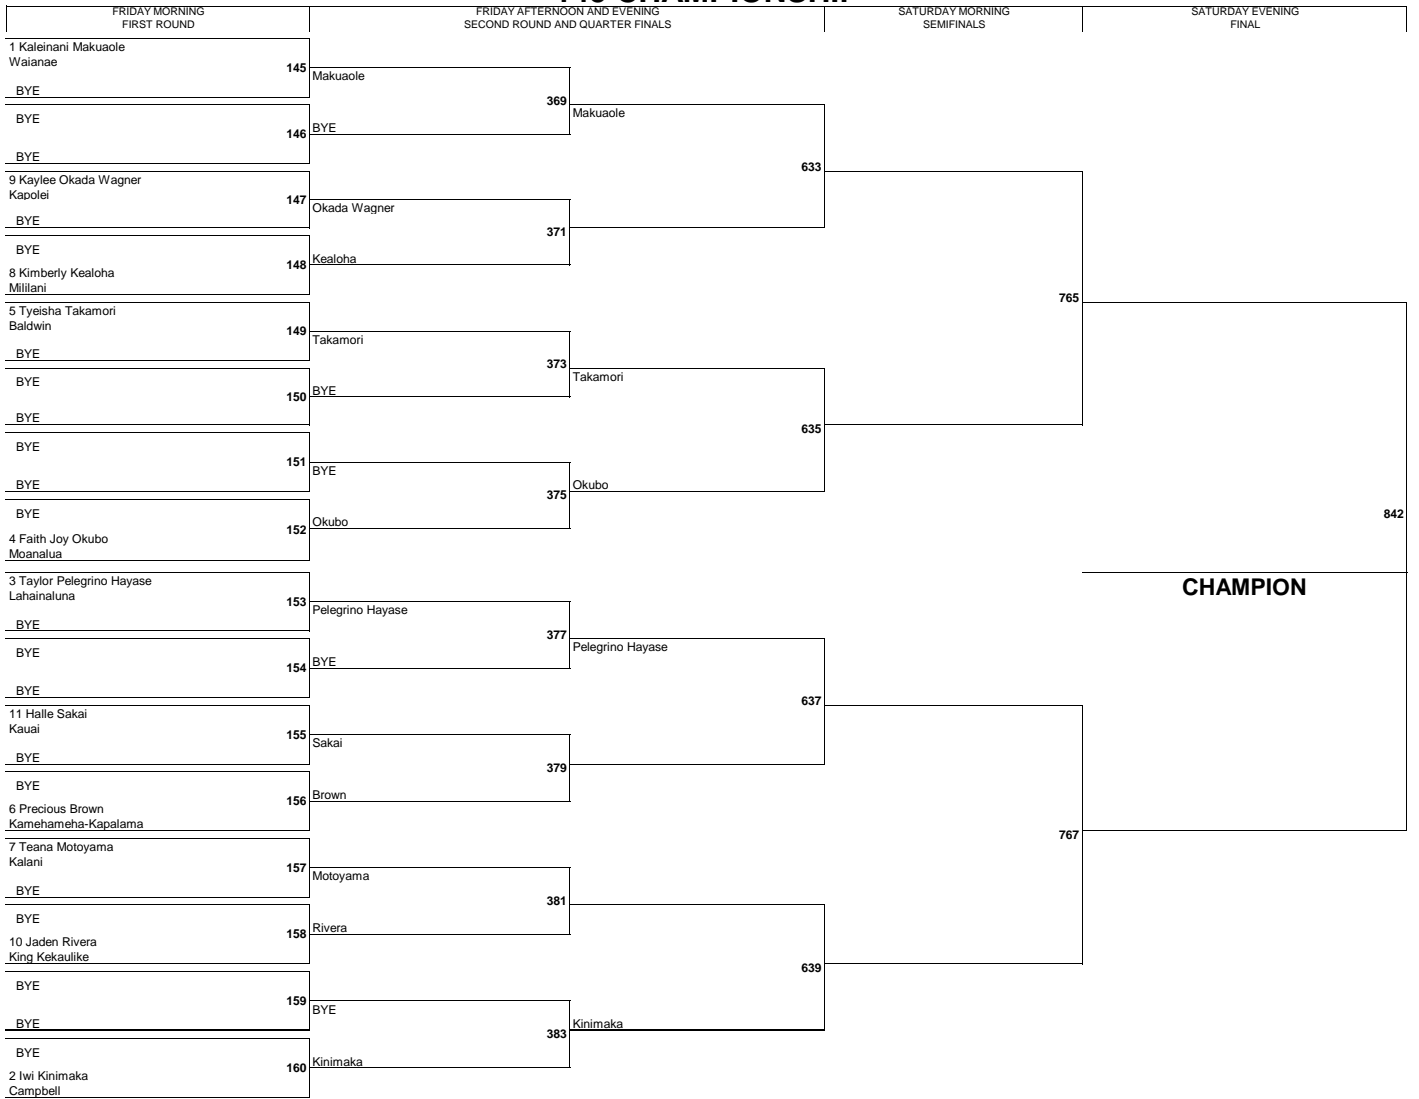 FRIDAY MORNING
FIRST ROUND
FRIDAY AFTERNOON AND EVENING
SECOND ROUND AND QUARTER FINALS
SATURDAY MORNING
SEMIFINALS
SATURDAY EVENING
FINAL
1 Kaleinani Makuaole
Waianae
145
BYE
Makuaole
369
BYE
146
BYE
BYE
Makuaole
633
9 Kaylee Okada Wagner
Kapolei
147
BYE
Okada Wagner
371
BYE
148
8 Kimberly Kealoha
Mililani
Kealoha
765
5 Tyeisha Takamori
Baldwin
149
BYE
Takamori
373
BYE
150
BYE
BYE
Takamori
635
BYE
151
BYE
BYE
375
Okubo
BYE
152
4 Faith Joy Okubo
Moanalua
Okubo
842
CHAMPION
3 Taylor Pelegrino Hayase
Lahainaluna
153
BYE
Pelegrino Hayase
377
BYE
154
BYE
BYE
Pelegrino Hayase
637
11 Halle Sakai
Kauai
155
BYE
Sakai
379
BYE
156
6 Precious Brown
Kamehameha-Kapalama
Brown
767
7 Teana Motoyama
Kalani
157
BYE
Motoyama
381
BYE
158
10 Jaden Rivera
King Kekaulike
Rivera
639
BYE
159
BYE
BYE
383
Kinimaka
BYE
160
2 Iwi Kinimaka
Campbell
Kinimaka